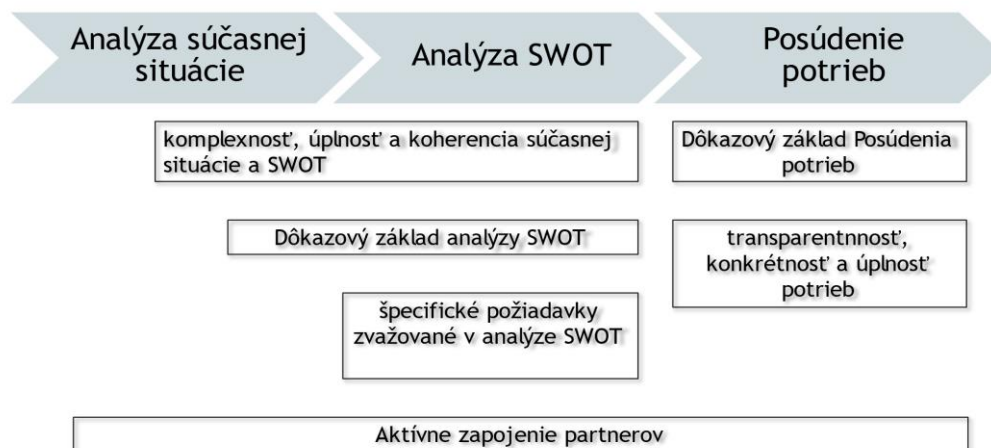 Analýza súčasnej
situácie
Analýza SWOT
Posúdenie
potrieb
komplexnosť, úplnosť a koherencia súčasnej
situácie a SWOT
Dôkazový základ Posúdenia
potrieb
Dôkazový základ analýzy SWOT
transparentnnosť,
konkrétnosť a úplnosť
potrieb
špecifické požiadavky
zvažované v analýze SWOT
Aktívne zapojenie partnerov